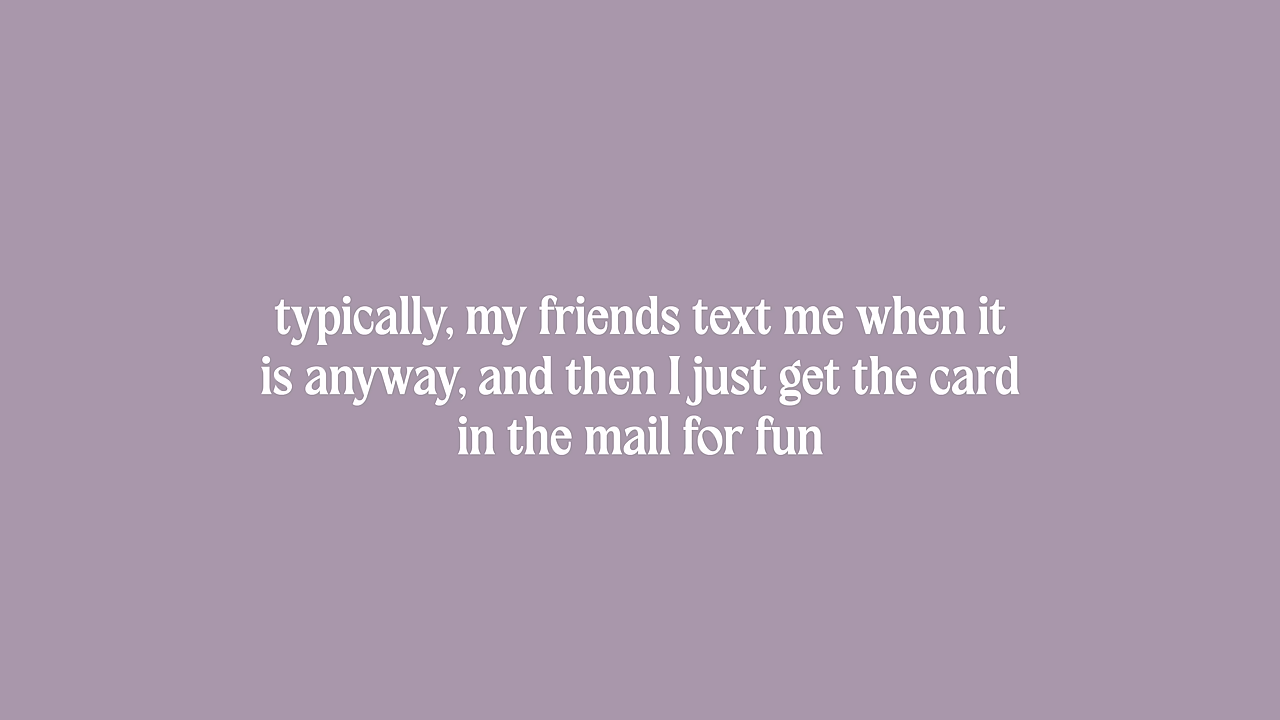 typically, my friends text me when it
is anyway, and then I just get the card
in the mail for fun